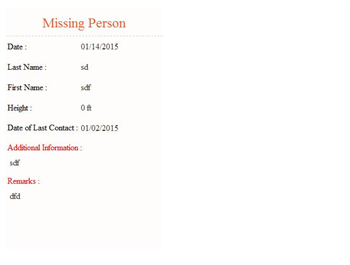 Missing Person
Date : 01/14/2015
Last Name : sd
First Name : sdf
Height : 0 ft
Date of Last Contact : 01/02/2015
Additional Information :
sdf
Remarks :
dfd